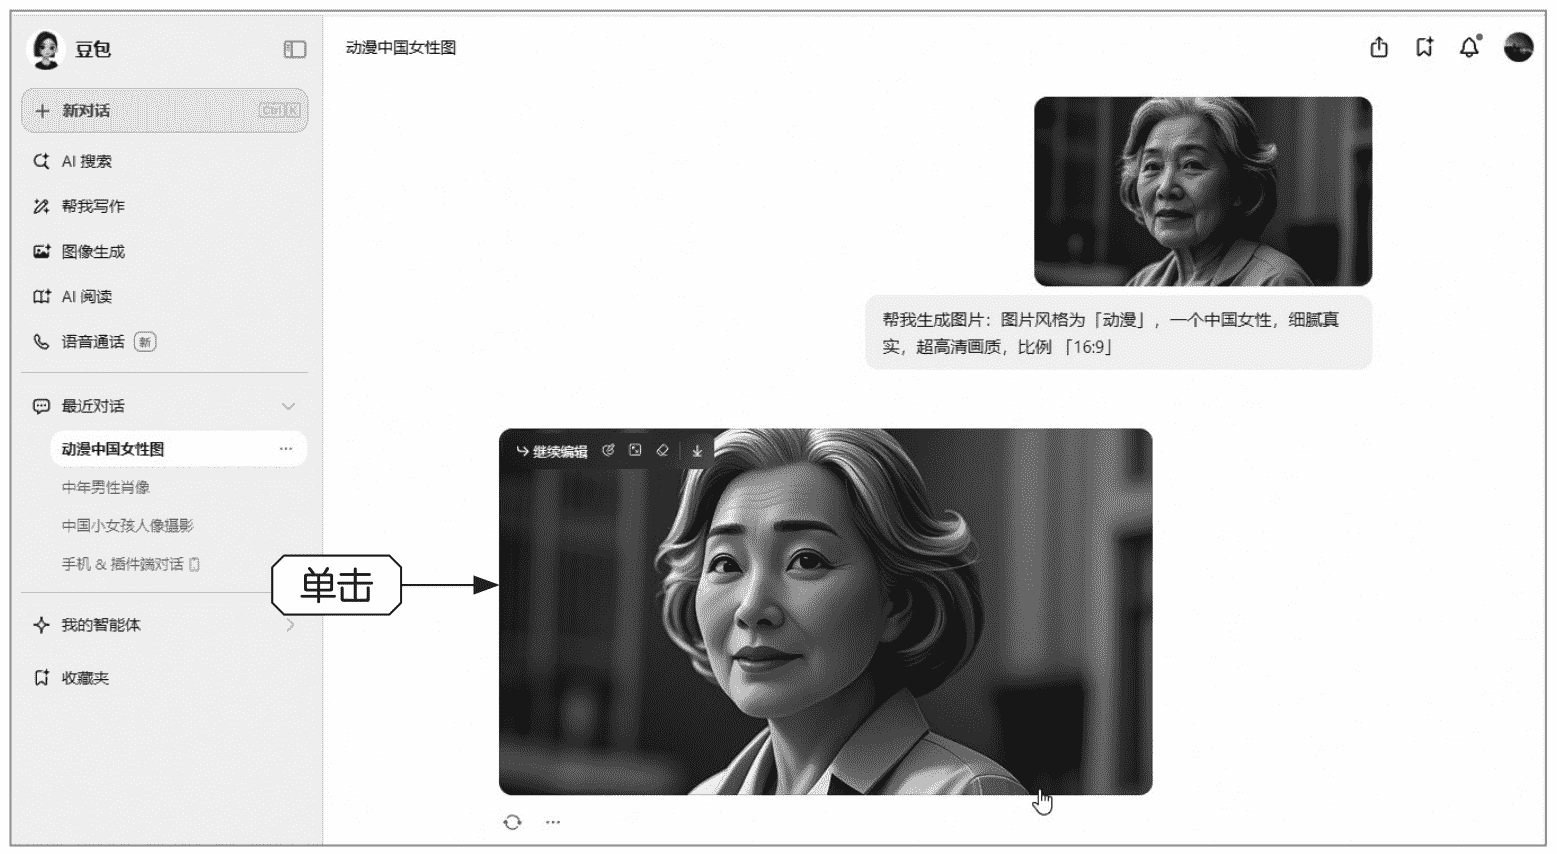 豆包
动漫中国女性图
新对话
Ctrl K
AI 搜索
帮我写作
图像生成
AI 阅读
语音通话 新
最近对话
动漫中国女性图
中年男性肖像
中国小女孩人像摄影
手机 & 插件端对话
我的智能体
收藏夹
帮我生成图片：图片风格为「动漫」，一个中国女性，细腻真
实，超高清画质，比例「16:9」
继续编辑
单击